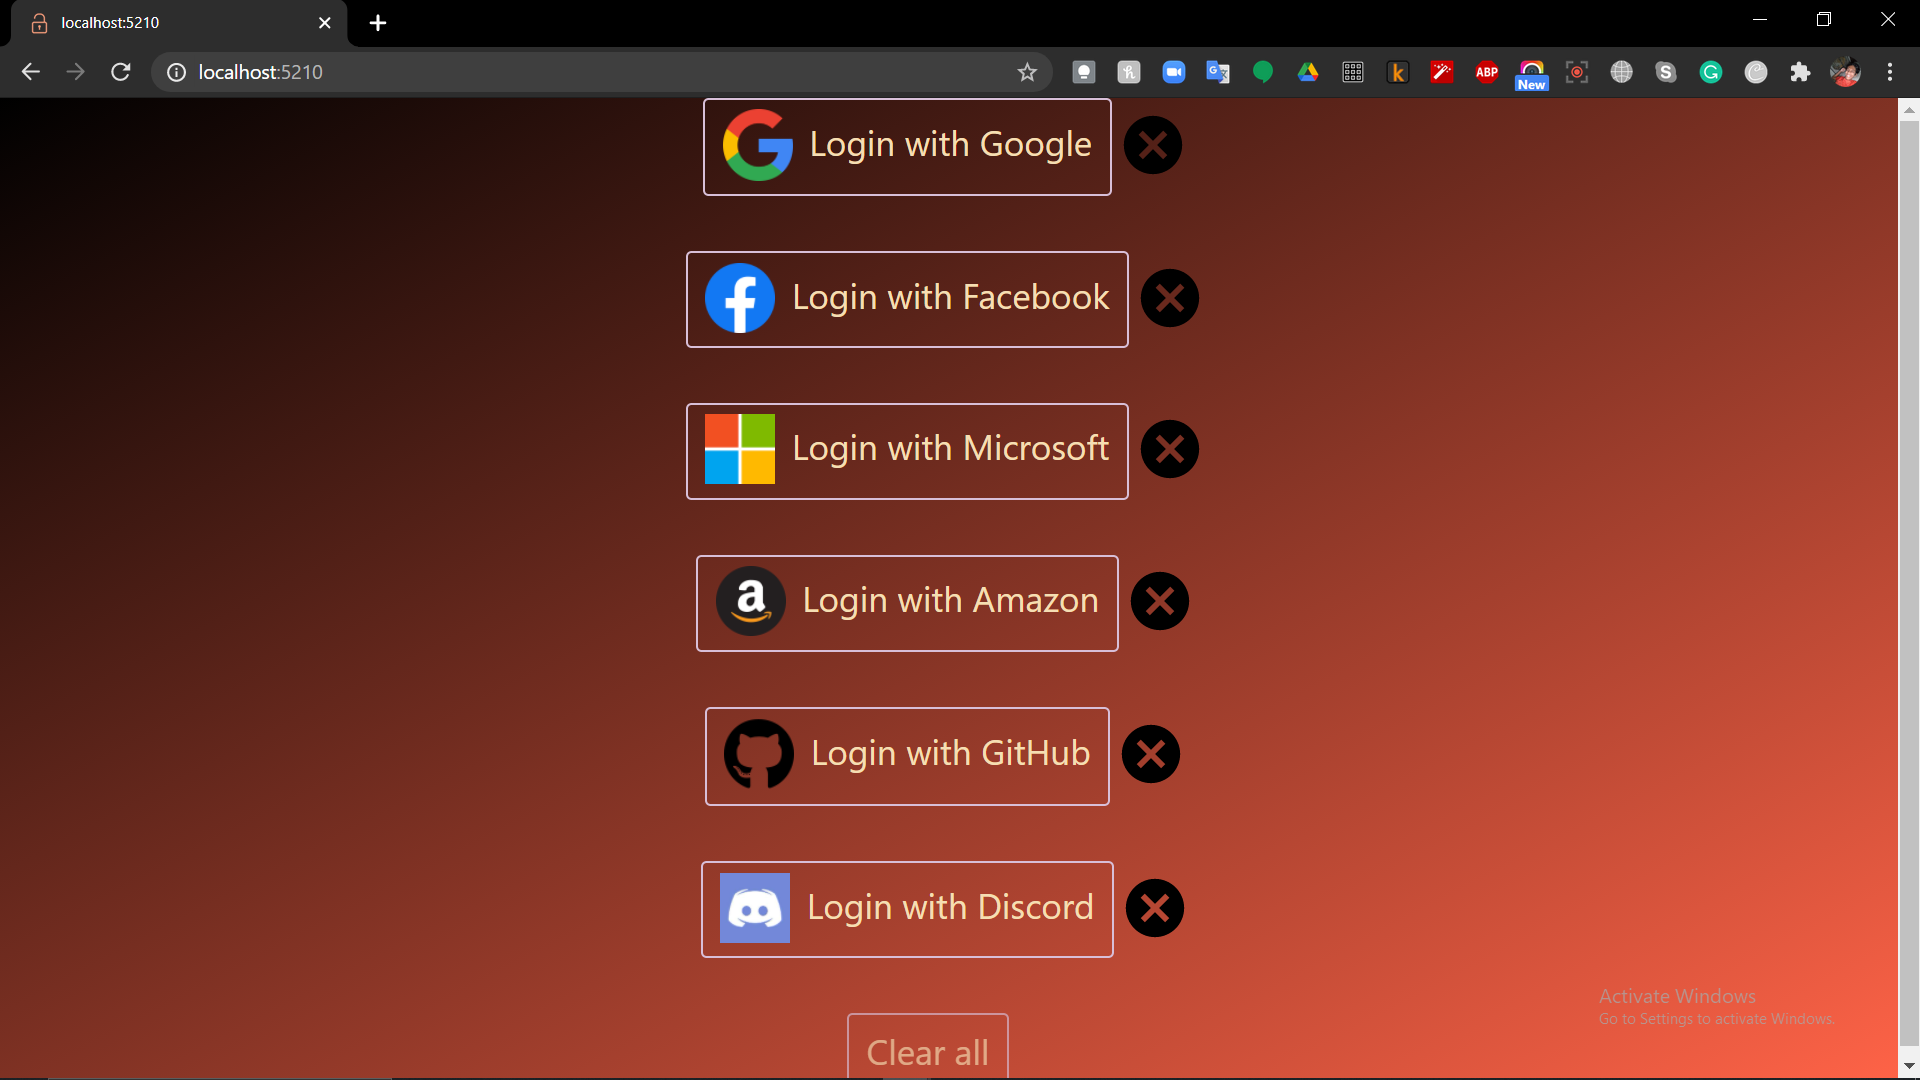 localhost:5210
localhost:5210
ABP
New
Login with Google
Login with Facebook
Login with Microsoft
Login with Amazon
Login with GitHub
Login with Discord
Clear all
Activate Windows
Go to Settings to activate Windows.